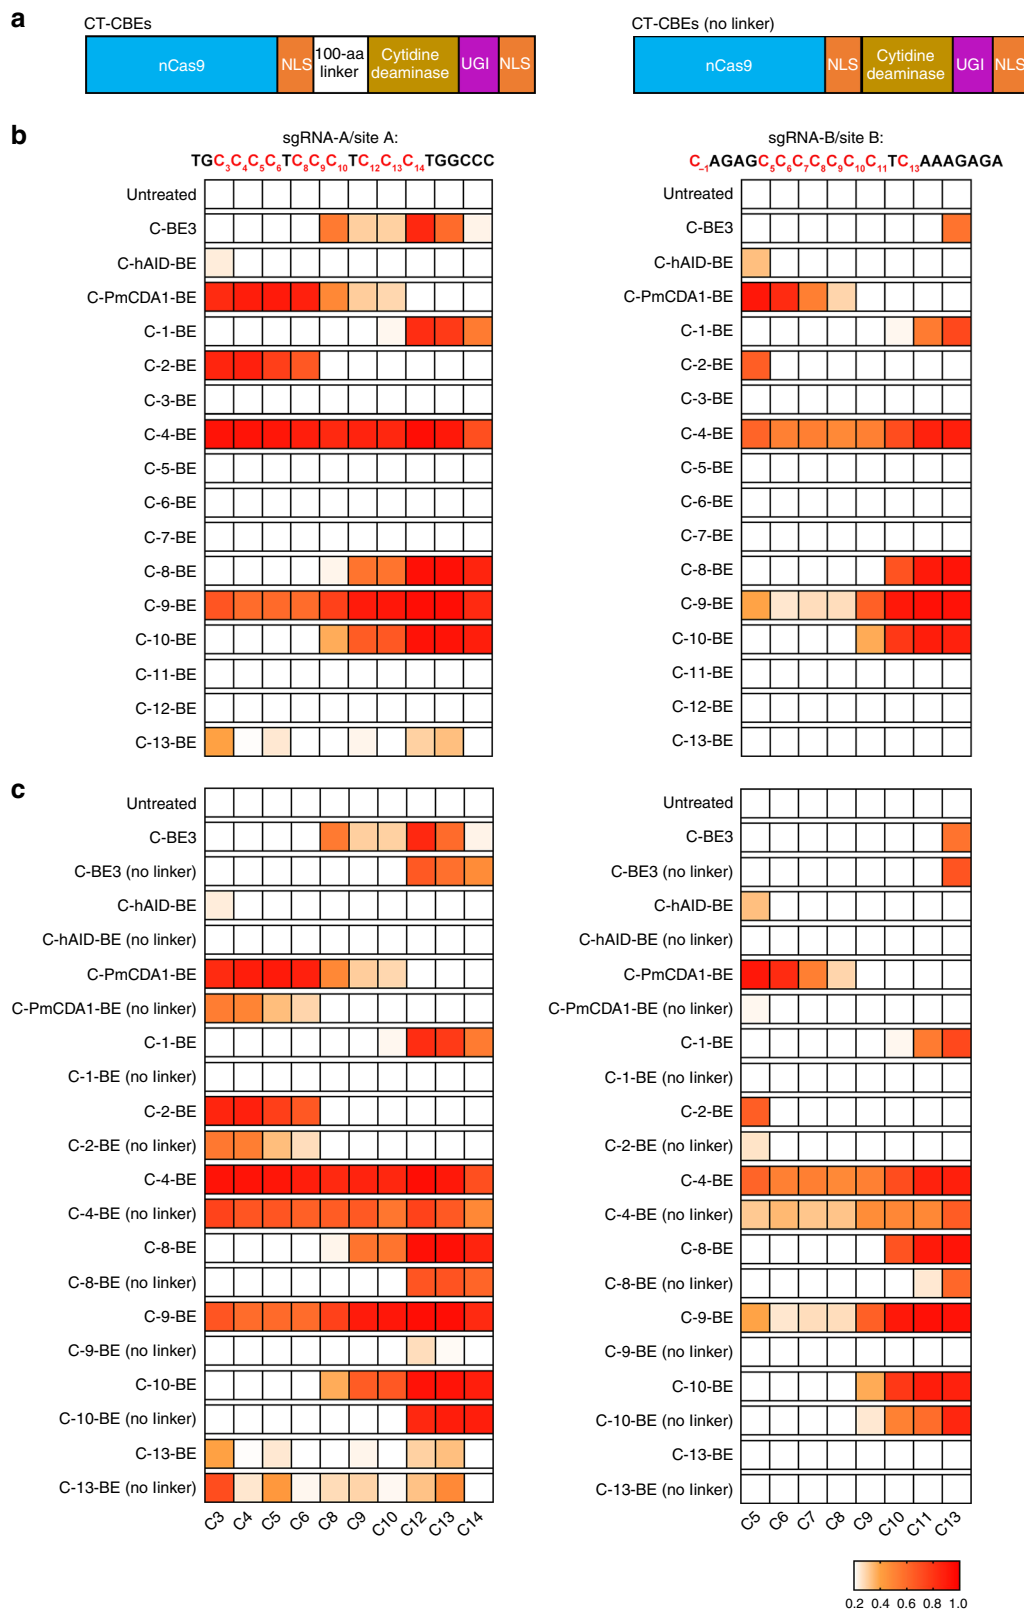 a
CT-CBEs
CT-CBEs (no linker)
nCas9
NLS
100-aa
linker
Cytidine
deaminase
UGI
NLS
nCas9
NLS
Cytidine
deaminase
UGI
NLS
b
sgRNA-A/site A:
TGC3C4C5C6TC8C9C10TC12C13C14TGGCCC
sgRNA-B/site B:
C–1AGAGC5C6C7C8C9C10C11TC13AAAGAGA
Untreated
C-BE3
C-hAID-BE
C-PmCDA1-BE
C-1-BE
C-2-BE
C-3-BE
C-4-BE
C-5-BE
C-6-BE
C-7-BE
C-8-BE
C-9-BE
C-10-BE
C-11-BE
C-12-BE
C-13-BE
Untreated
C-BE3
C-hAID-BE
C-PmCDA1-BE
C-1-BE
C-2-BE
C-3-BE
C-4-BE
C-5-BE
C-6-BE
C-7-BE
C-8-BE
C-9-BE
C-10-BE
C-11-BE
C-12-BE
C-13-BE
c
Untreated
C-BE3
C-BE3 (no linker)
C-hAID-BE
C-hAID-BE (no linker)
C-PmCDA1-BE
C-PmCDA1-BE (no linker)
C-1-BE
C-1-BE (no linker)
C-2-BE
C-2-BE (no linker)
C-4-BE
C-4-BE (no linker)
C-8-BE
C-8-BE (no linker)
C-9-BE
C-9-BE (no linker)
C-10-BE
C-10-BE (no linker)
C-13-BE
C-13-BE (no linker)
C3 C4 C5 C6 C8 C9 C10 C12 C13 C14
Untreated
C-BE3
C-BE3 (no linker)
C-hAID-BE
C-hAID-BE (no linker)
C-PmCDA1-BE
C-PmCDA1-BE (no linker)
C-1-BE
C-1-BE (no linker)
C-2-BE
C-2-BE (no linker)
C-4-BE
C-4-BE (no linker)
C-8-BE
C-8-BE (no linker)
C-9-BE
C-9-BE (no linker)
C-10-BE
C-10-BE (no linker)
C-13-BE
C-13-BE (no linker)
C5 C6 C7 C8 C9 C10 C11 C13
0.2 0.4 0.6 0.8 1.0